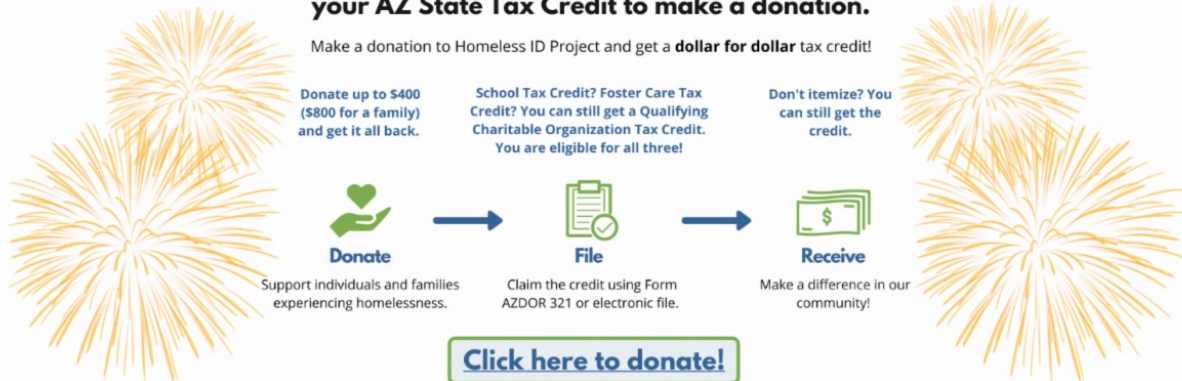 your AZ State Tax Credit to make a donation.
Make a donation to Homeless ID Project and get a dollar for dollar tax credit!
Donate up to $400
($800 for a family)
and get it all back.
School Tax Credit? Foster Care Tax
Credit? You can still get a Qualifying
Charitable Organization Tax Credit.
You are eligible for all three!
Don't itemize? You
can still get the
credit.
$
Donate
Support individuals and families
experiencing homelessness.
File
Claim the credit using Form
AZDOR 321 or electronic file.
Receive
Make a difference in our
community!
Click here to donate!